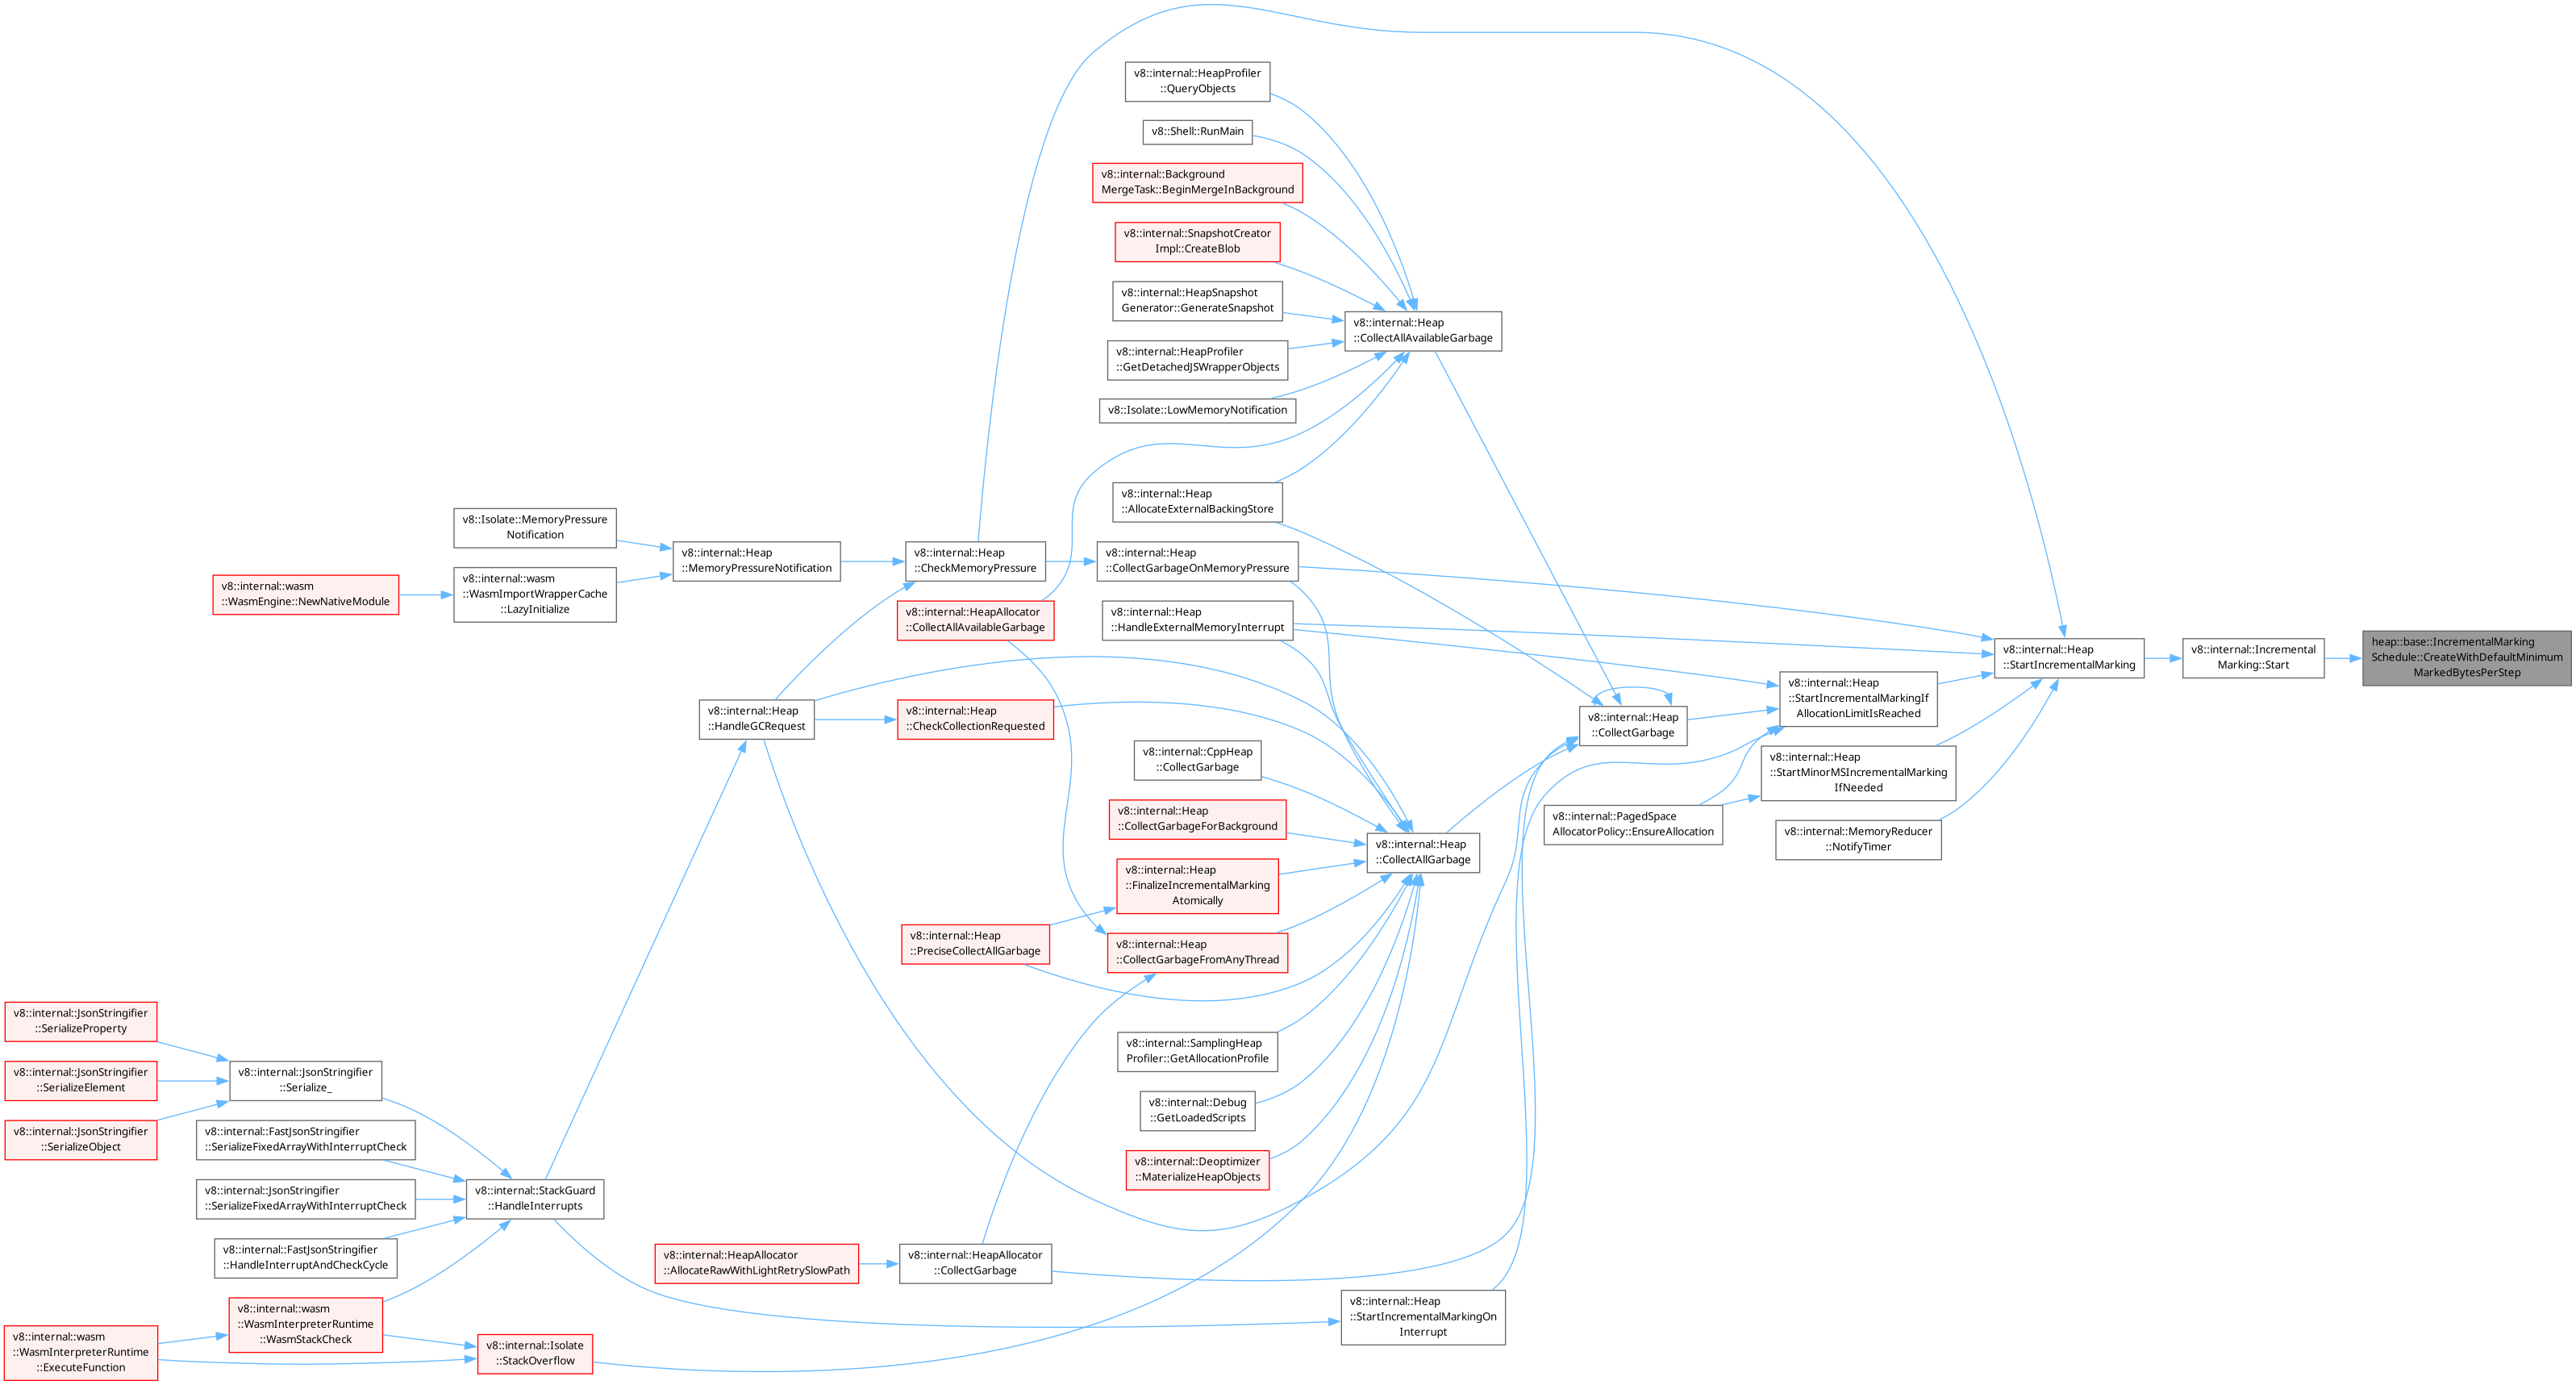 v8::internal::HeapProfiler
::QueryObjects
v8::Shell::RunMain
v8::internal::Background
MergeTask::BeginMergeInBackground
v8::internal::SnapshotCreator
Impl::CreateBlob
v8::internal::HeapSnapshot
Generator::GenerateSnapshot
v8::internal::HeapProfiler
::GetDetachedJSWrapperObjects
v8::Isolate::LowMemoryNotification
v8::internal::Heap
::CollectAllAvailableGarbage
v8::internal::Heap
::AllocateExternalBackingStore
v8::Isolate::MemoryPressure
Notification
v8::internal::Heap
::MemoryPressureNotification
v8::internal::Heap
::CheckMemoryPressure
v8::internal::Heap
::CollectGarbageOnMemoryPressure
v8::internal::wasm
::WasmEngine::NewNativeModule
v8::internal::wasm
::WasmImportWrapperCache
::LazyInitialize
v8::internal::HeapAllocator
::CollectAllAvailableGarbage
v8::internal::Heap
::HandleExternalMemoryInterrupt
v8::internal::Heap
::StartIncrementalMarking
v8::internal::Incremental
Marking::Start
heap::base::IncrementalMarking
Schedule::CreateWithDefaultMinimum
MarkedBytesPerStep
v8::internal::Heap
::HandleGCRequest
v8::internal::Heap
::CheckCollectionRequested
v8::internal::Heap
::CollectGarbage
v8::internal::Heap
::StartIncrementalMarkingIf
AllocationLimitIsReached
v8::internal::CppHeap
::CollectGarbage
v8::internal::Heap
::StartMinorMSIncrementalMarking
IfNeeded
v8::internal::Heap
::CollectGarbageForBackground
v8::internal::PagedSpace
AllocatorPolicy::EnsureAllocation
v8::internal::MemoryReducer
::NotifyTimer
v8::internal::Heap
::CollectAllGarbage
v8::internal::Heap
::FinalizeIncrementalMarking
Atomically
v8::internal::Heap
::PreciseCollectAllGarbage
v8::internal::Heap
::CollectGarbageFromAnyThread
v8::internal::JsonStringifier
::SerializeProperty
v8::internal::SamplingHeap
Profiler::GetAllocationProfile
v8::internal::JsonStringifier
::SerializeElement
v8::internal::JsonStringifier
::Serialize_
v8::internal::Debug
::GetLoadedScripts
v8::internal::JsonStringifier
::SerializeObject
v8::internal::FastJsonStringifier
::SerializeFixedArrayWithInterruptCheck
v8::internal::Deoptimizer
::MaterializeHeapObjects
v8::internal::JsonStringifier
::SerializeFixedArrayWithInterruptCheck
v8::internal::StackGuard
::HandleInterrupts
v8::internal::FastJsonStringifier
::HandleInterruptAndCheckCycle
v8::internal::HeapAllocator
::AllocateRawWithLightRetrySlowPath
v8::internal::HeapAllocator
::CollectGarbage
v8::internal::wasm
::WasmInterpreterRuntime
::WasmStackCheck
v8::internal::Heap
::StartIncrementalMarkingOn
Interrupt
v8::internal::wasm
::WasmInterpreterRuntime
::ExecuteFunction
v8::internal::Isolate
::StackOverflow